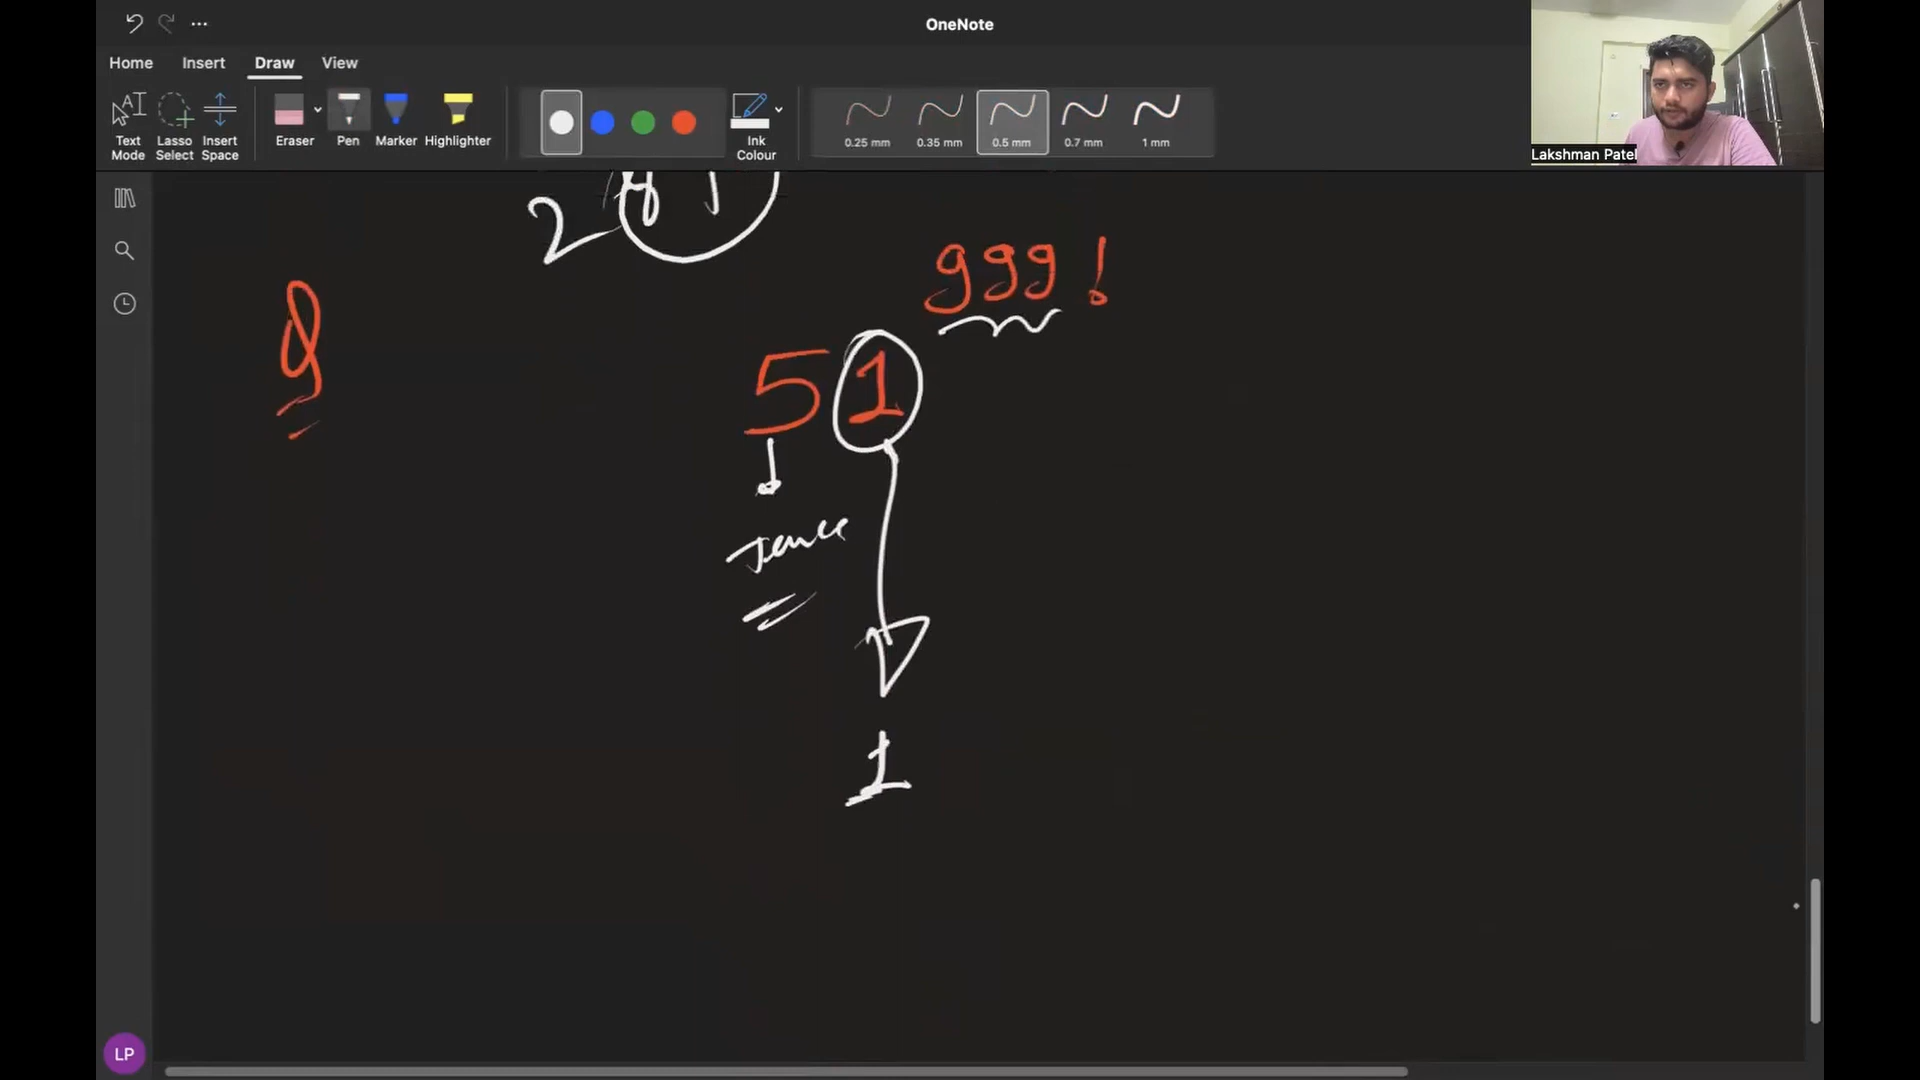 OneNote
Home Insert Draw View
Text Mode
Lasso Select
Insert Space
Eraser
Pen
Marker
Highlighter
Ink Colour
0.25 mm
0.35 mm
0.5 mm
0.7 mm
1 mm
Lakshman Patel
2
Q
999!
51
1
LP